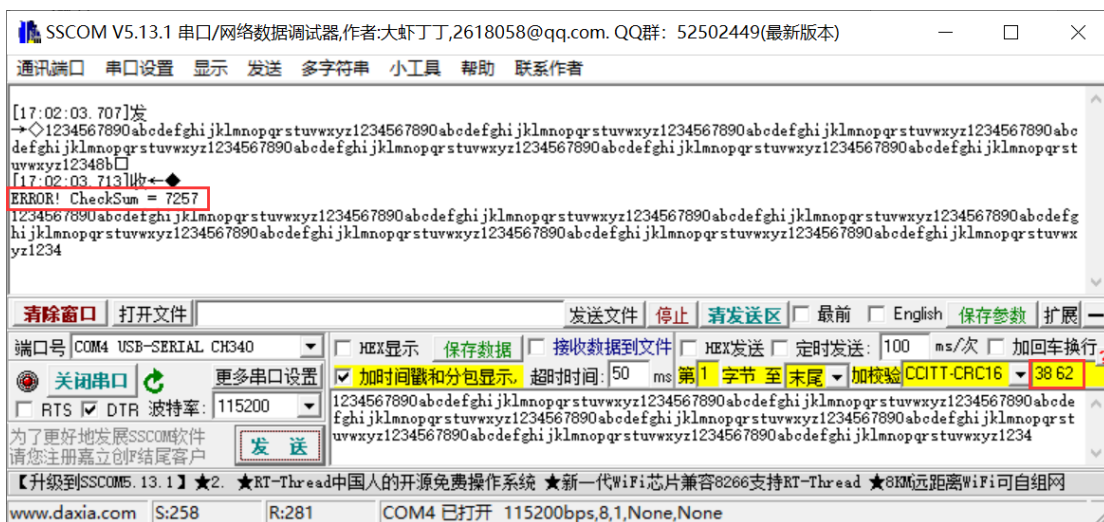 SSCOM V5.13.1 串口/网络数据调试器,作者:大虾丁丁,2618058@qq.com. QQ群: 52502449(最新版本)
通讯端口 串口设置 显示 发送 多字符串 小工具 帮助 联系作者
[17:02:03.707]发
→◇1234567890abcdefghijklmnopqrstuvwxyz1234567890abcdefghijklmnopqrstuvwxyz1234567890abcdefghijklmnopqrstuvwxyz1234567890abc
defghijklmnopqrstuvwxyz1234567890abcdefghijklmnopqrstuvwxyz1234567890abcdefghijklmnopqrstuvwxyz1234567890abcdefghijklmnopqrst
uvwxyz12348b□
[17:02:03.713]收←◆
ERROR! CheckSum = 7257
1234567890abcdefghijklmnopqrstuvwxyz1234567890abcdefghijklmnopqrstuvwxyz1234567890abcdefghijklmnopqrstuvwxyz1234567890abcdefg
hijklmnopqrstuvwxyz1234567890abcdefghijklmnopqrstuvwxyz1234567890abcdefghijklmnopqrstuvwxyz1234567890abcdefghijklmnopqrstuvwx
yz1234
清除窗口 打开文件 发送文件 停止 清发送区 最前 English 保存参数 扩展 —
端口号 COM4 USB-SERIAL CH340 HEX显示 保存数据 接收数据到文件 HEX发送 定时发送: 100 ms/次 加回车换行
关闭串口 更多串口设置 加时间戳和分包显示, 超时时间: 50 ms 第1 字节 至 末尾 加校验 CCITT-CRC16 38 62
RTS DTR 波特率: 115200
1234567890abcdefghijklmnopqrstuvwxyz1234567890abcdefghijklmnopqrstuvwxyz1234567890abcde
fghijklmnopqrstuvwxyz1234567890abcdefghijklmnopqrstuvwxyz1234567890abcdefghijklmnopqrst
uvwxyz1234567890abcdefghijklmnopqrstuvwxyz1234567890abcdefghijklmnopqrstuvwxyz1234
为了更好地发展SSCOM软件
请您注册嘉立创F结尾客户
发 送
【升级到SSCOM5.13.1】★2. ★RT-Thread中国人的开源免费操作系统 ★新一代WiFi芯片兼容8266支持RT-Thread ★8KM远距离WiFi可自组网
www.daxia.com S:258 R:281 COM4 已打开 115200bps,8,1,None,None